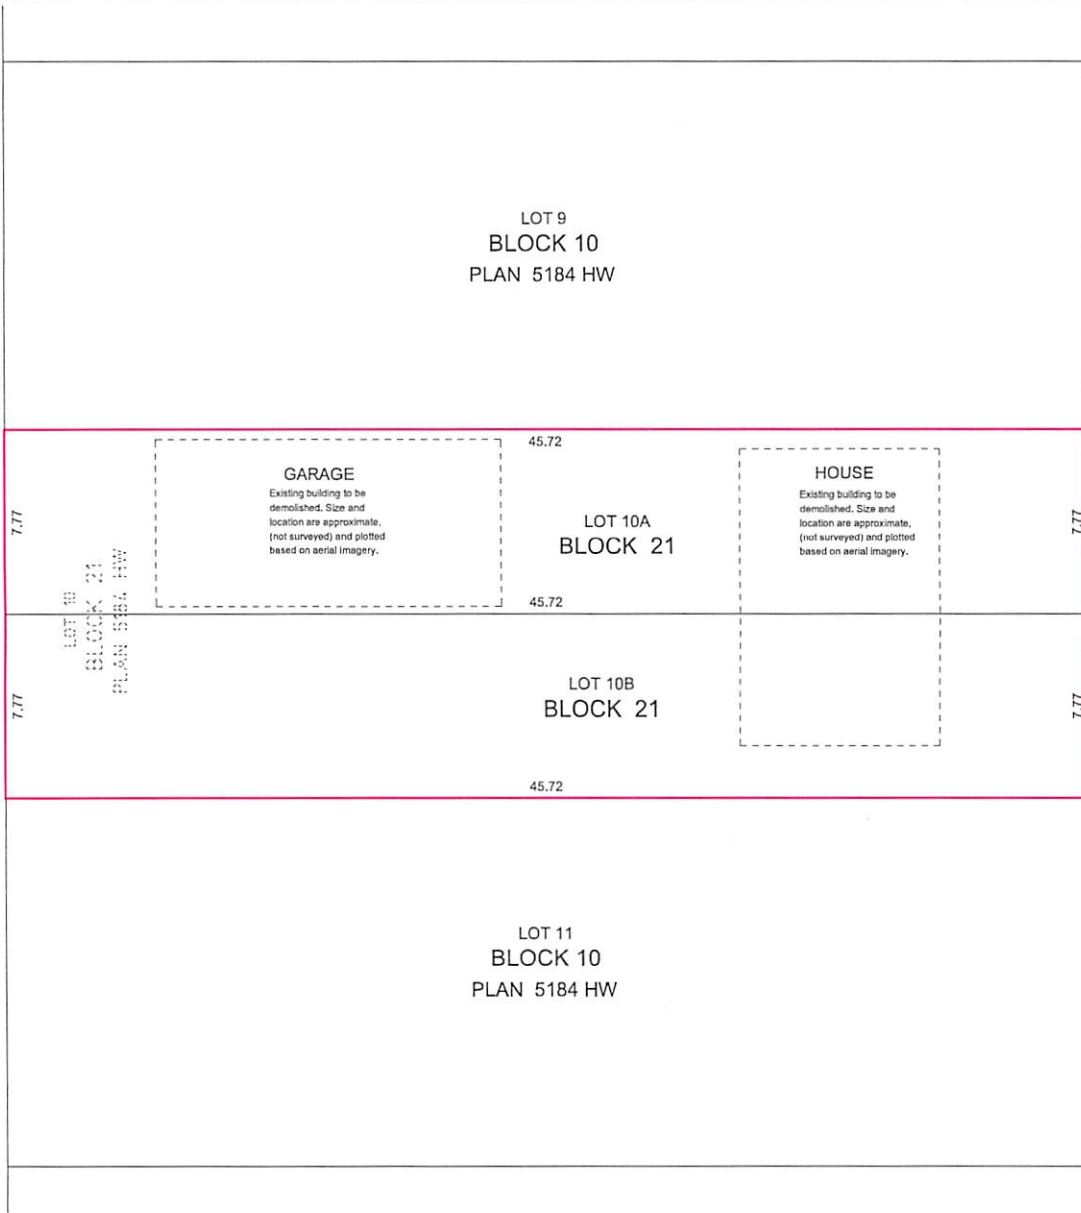 LOT 9
BLOCK 10
PLAN 5184 HW
45.72
GARAGE
Existing building to be
demolished. Size and
location are approximate,
(not surveyed) and plotted
based on aerial imagery.
HOUSE
Existing building to be
demolished. Size and
location are approximate,
(not surveyed) and plotted
based on aerial imagery.
7.77
LOT 10A
BLOCK 21
7.77
LOT 10
BLOCK 21
PLAN 5184 HW
45.72
7.77
LOT 10B
BLOCK 21
7.77
45.72
LOT 11
BLOCK 10
PLAN 5184 HW